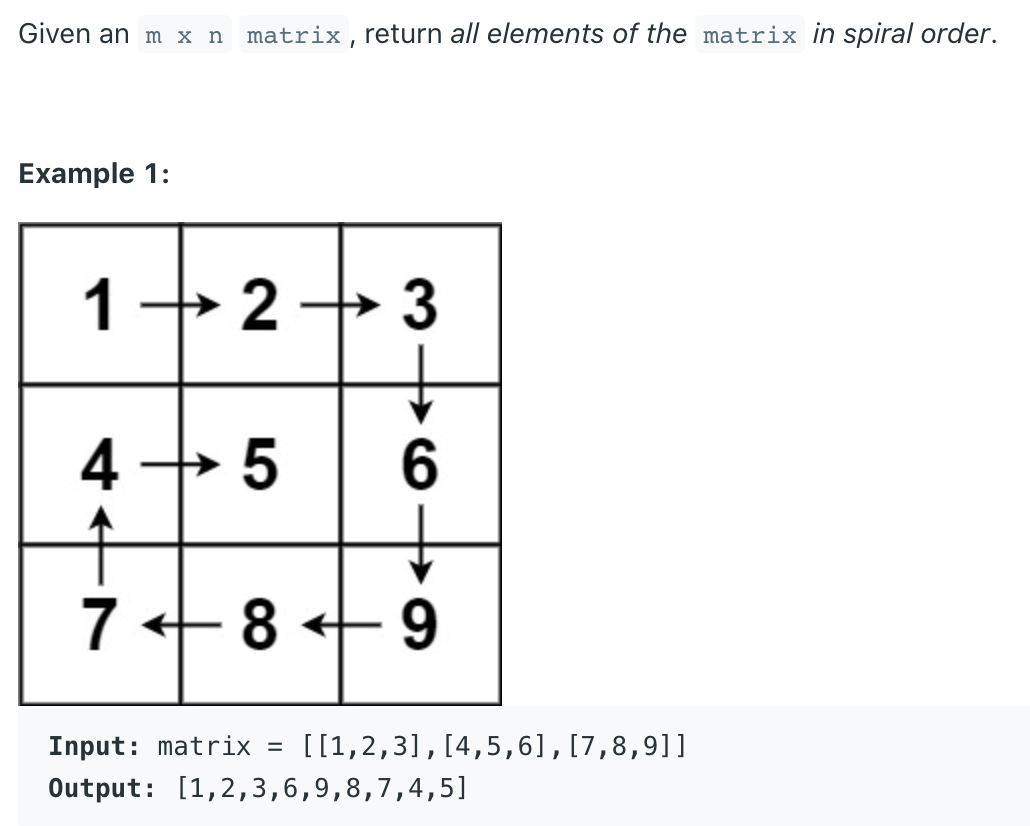 Given an m x n matrix, return all elements of the matrix in spiral order.
Example 1:
1 2 3
4 5 6
7 8 9
Input: matrix = [[1,2,3],[4,5,6],[7,8,9]]
Output: [1,2,3,6,9,8,7,4,5]